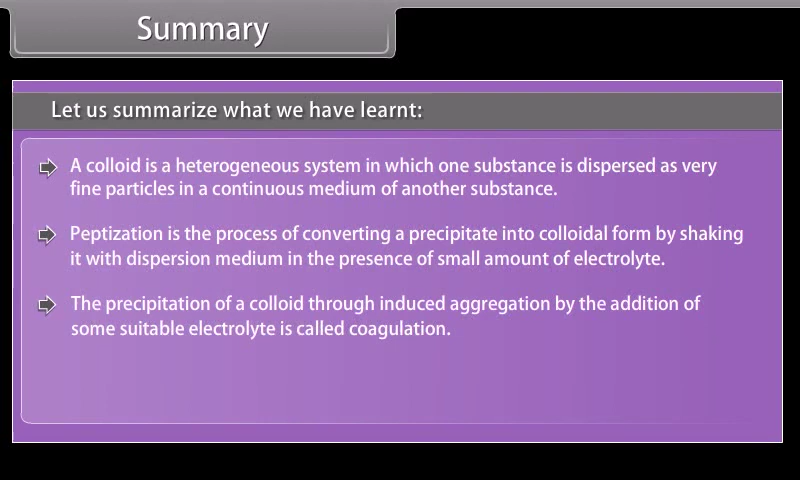 Summary
Let us summarize what we have learnt:
A colloid is a heterogeneous system in which one substance is dispersed as very
fine particles in a continuous medium of another substance.
Peptization is the process of converting a precipitate into colloidal form by shaking
it with dispersion medium in the presence of small amount of electrolyte.
The precipitation of a colloid through induced aggregation by the addition of
some suitable electrolyte is called coagulation.